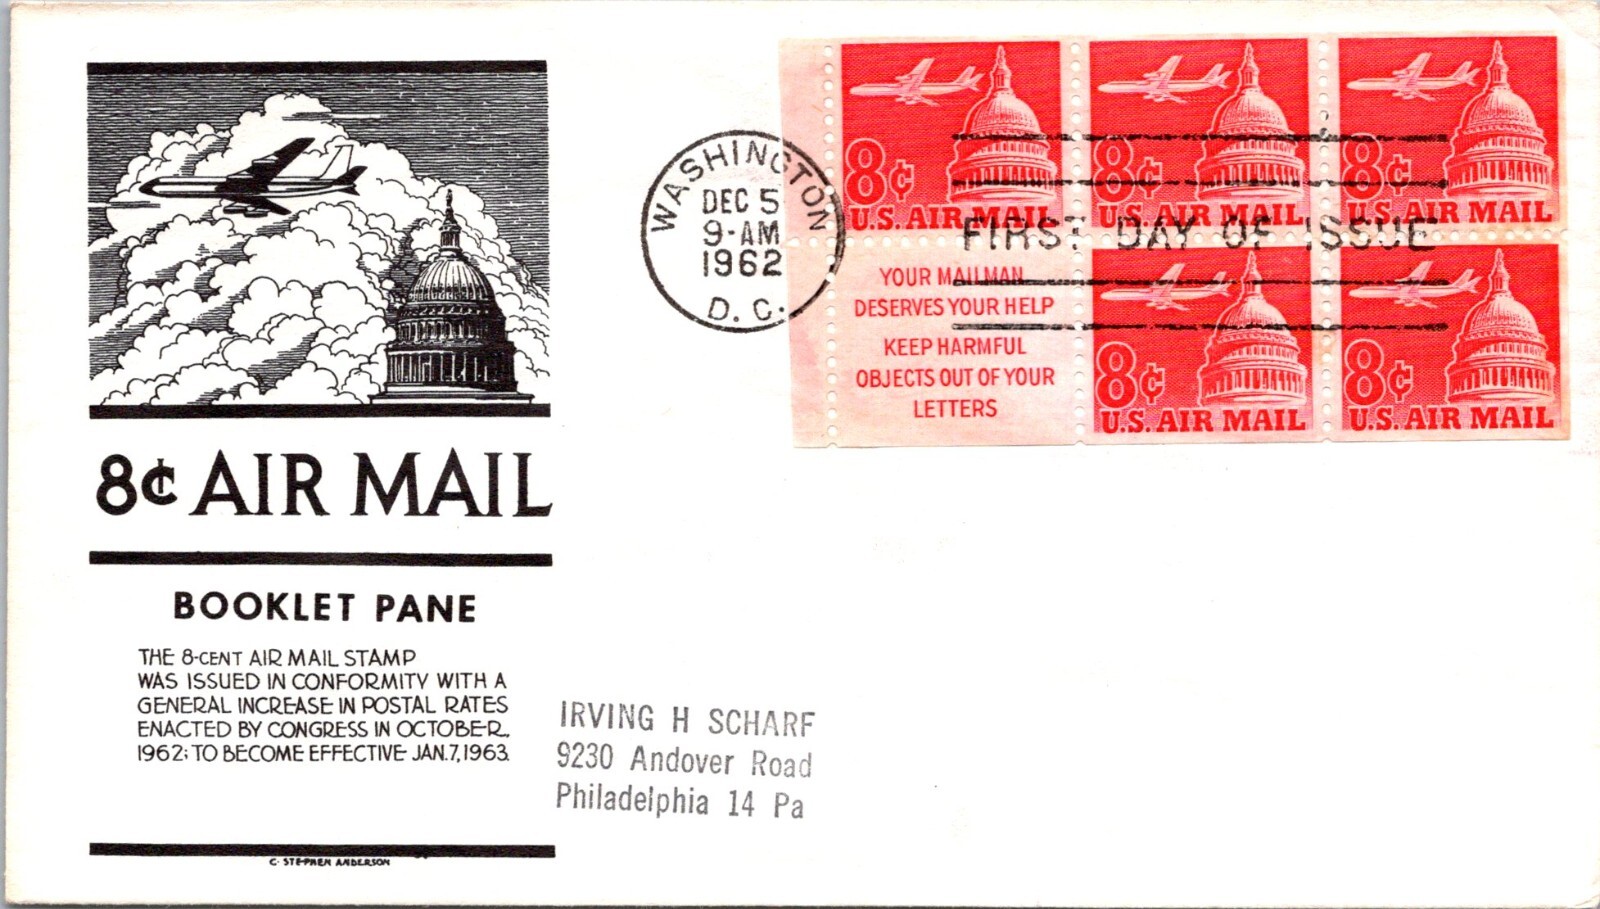 WASHINGTON
DEC 5
9-AM
1962
D. C.
8¢
U.S. AIR MAIL
8¢
U.S. AIR MAIL
8¢
U.S. AIR MAIL
FIRST DAY OF ISSUE
YOUR MAILMAN
DESERVES YOUR HELP
KEEP HARMFUL
OBJECTS OUT OF YOUR
LETTERS
8¢
U.S. AIR MAIL
8¢
U.S. AIR MAIL
8¢ AIR MAIL
BOOKLET PANE
THE 8-CENT AIR MAIL STAMP
WAS ISSUED IN CONFORMITY WITH A
GENERAL INCREASE IN POSTAL RATES
ENACTED BY CONGRESS IN OCTOBER,
1962; TO BECOME EFFECTIVE JAN. 7, 1963.
C. STEPHEN ANDERSON
IRVING H SCHARF
9230 Andover Road
Philadelphia 14 Pa